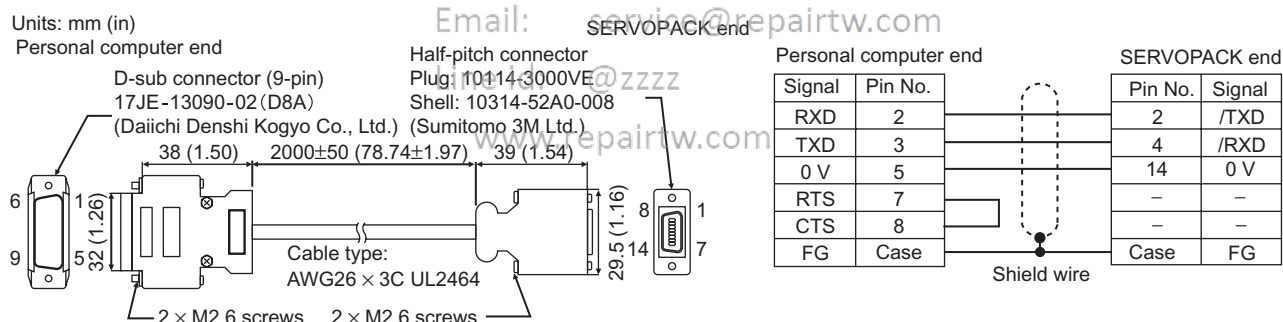 Email: service@repairtw.com
Units: mm (in)
Personal computer end
SERVOPACK end
D-sub connector (9-pin)
17JE-13090-02 (D8A)
(Daiichi Denshi Kogyo Co., Ltd.)
Half-pitch connector
Plug: 10114-3000VE
Shell: 10314-52A0-008
(Sumitomo 3M Ltd.)
@zzzz
www.repairtw.com
38 (1.50)
2000±50 (78.74±1.97)
39 (1.54)
6
1
9
5
32 (1.26)
Cable type:
AWG26 × 3C UL2464
29.5 (1.16)
8
1
14
7
2 × M2.6 screws
2 × M2.6 screws
Personal computer end
SERVOPACK end
Signal Pin No.
Pin No. Signal
RXD 2
2 /TXD
TXD 3
4 /RXD
0 V 5
14 0 V
RTS 7
– –
CTS 8
– –
FG Case
Case FG
Shield wire